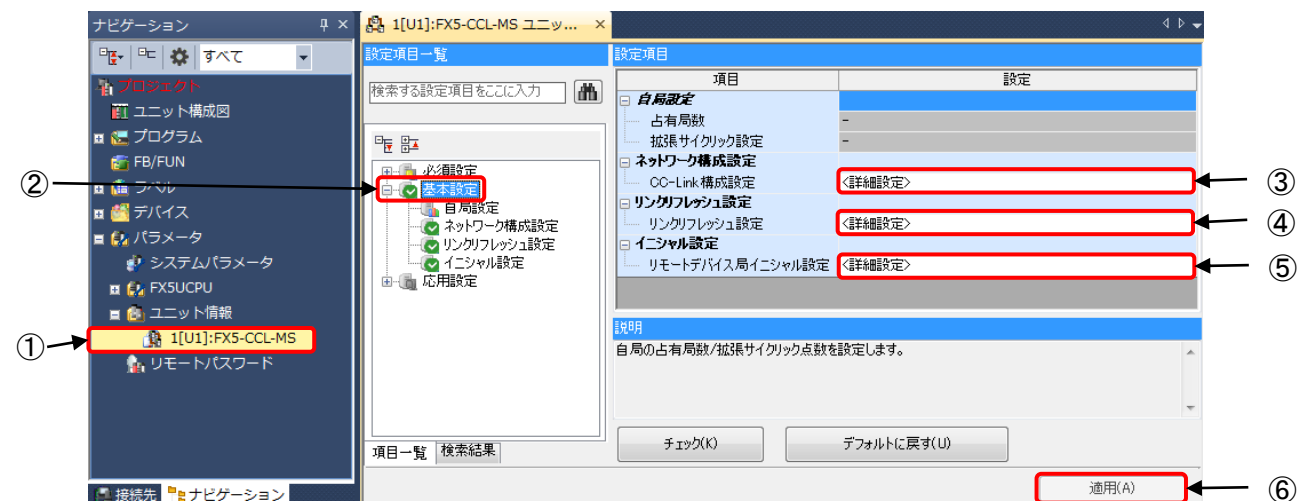 ナビゲーション
すべて
プロジェクト
ユニット構成図
プログラム
FB/FUN
ラベル
デバイス
パラメータ
システムパラメータ
FX5UCPU
ユニット情報
①
1[U1]:FX5-CCL-MS
リモートパスワード
接続先
ナビゲーション
1[U1]:FX5-CCL-MS ユニッ...
設定項目一覧
検索する設定項目をここに入力
必須設定
②
基本設定
自局設定
ネットワーク構成設定
リンクリフレッシュ設定
イニシャル設定
応用設定
項目一覧
検索結果
設定項目
項目 設定
自局設定
占有局数 -
拡張サイクリック設定 -
ネットワーク構成設定
CC-Link 構成設定 <詳細設定> ③
リンクリフレッシュ設定
リンクリフレッシュ設定 <詳細設定> ④
イニシャル設定
リモートデバイス局イニシャル設定 <詳細設定> ⑤
説明
自局の占有局数/拡張サイクリック点数を設定します。
チェック(K)
デフォルトに戻す(U)
適用(A) ⑥